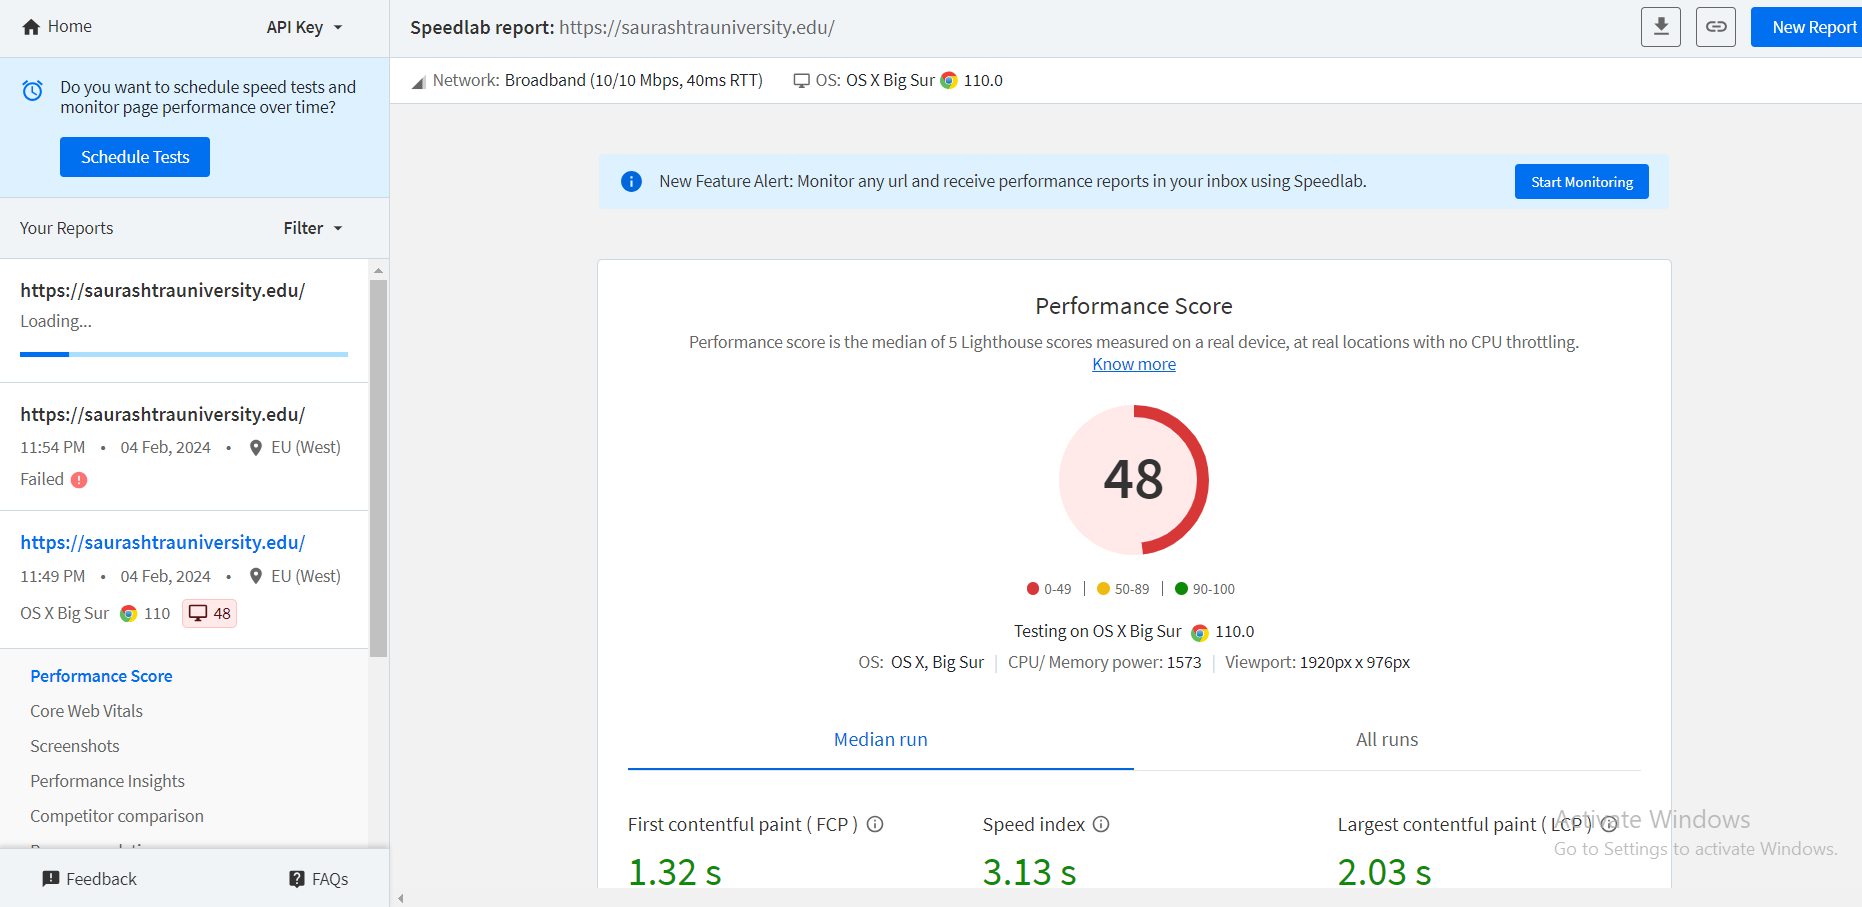 Home
API Key
Do you want to schedule speed tests and
monitor page performance over time?
Schedule Tests
Your Reports
Filter
https://saurashtrauniversity.edu/
Loading...
https://saurashtrauniversity.edu/
11:54 PM • 04 Feb, 2024 • EU (West)
Failed
https://saurashtrauniversity.edu/
11:49 PM • 04 Feb, 2024 • EU (West)
OS X Big Sur 110 48
Performance Score
Core Web Vitals
Screenshots
Performance Insights
Competitor comparison
Feedback
FAQs
Speedlab report: https://saurashtrauniversity.edu/
New Report
Network: Broadband (10/10 Mbps, 40ms RTT)
OS: OS X Big Sur 110.0
New Feature Alert: Monitor any url and receive performance reports in your inbox using Speedlab.
Start Monitoring
Performance Score
Performance score is the median of 5 Lighthouse scores measured on a real device, at real locations with no CPU throttling.
Know more
48
0-49 | 50-89 | 90-100
Testing on OS X Big Sur 110.0
OS: OS X, Big Sur | CPU/ Memory power: 1573 | Viewport: 1920px x 976px
Median run
All runs
First contentful paint ( FCP )
1.32 s
Speed index
3.13 s
Largest contentful paint ( LCP )
2.03 s
Activate Windows
Go to Settings to activate Windows.